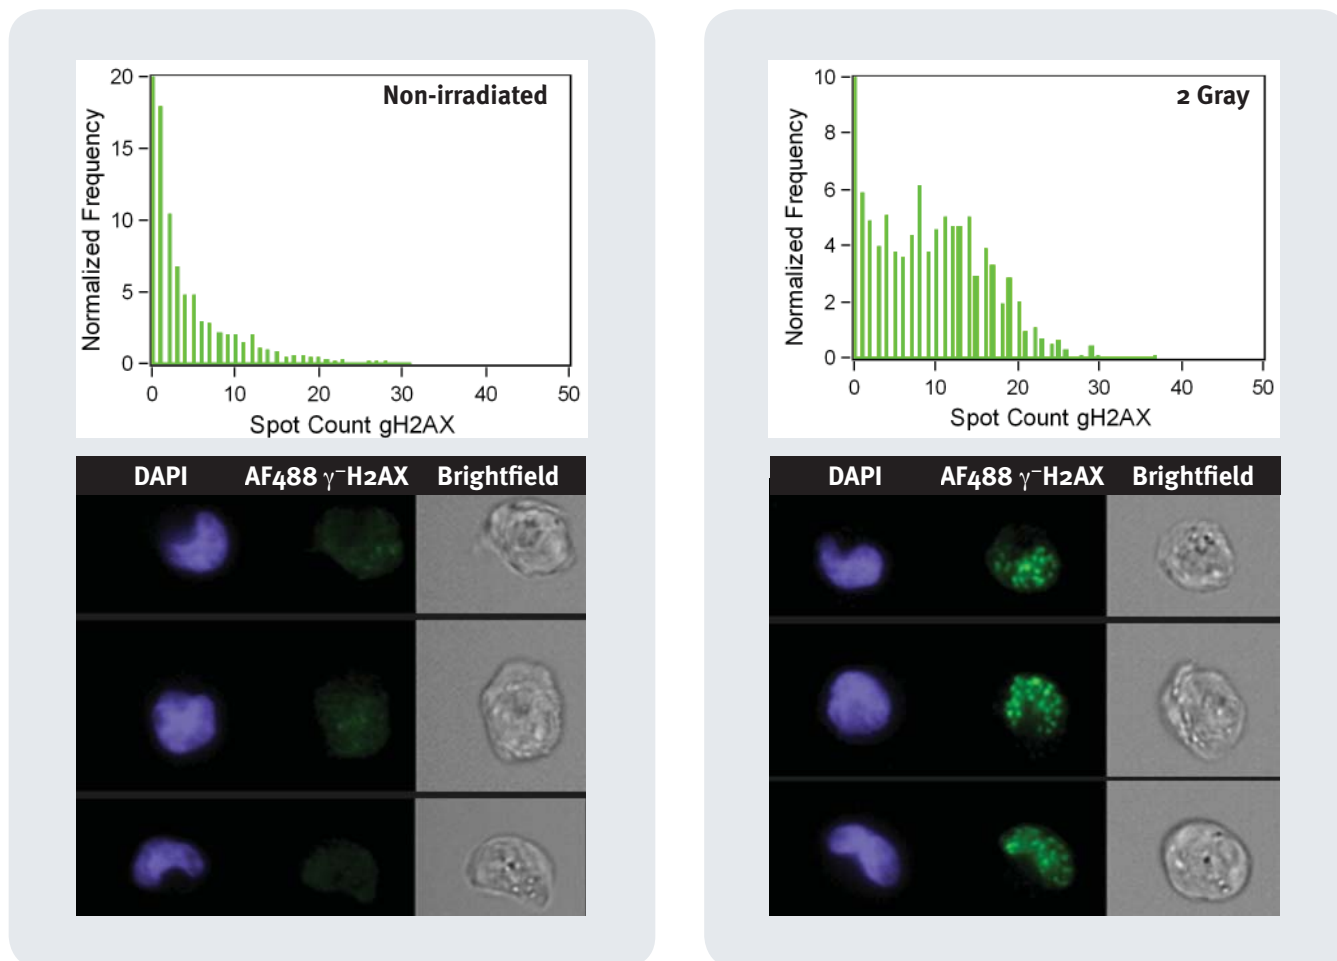 Non-irradiated
Normalized Frequency
20
15
10
5
0
0 10 20 30 40 50
Spot Count gH2AX
DAPI AF488 γ–H2AX Brightfield
2 Gray
Normalized Frequency
10
8
6
4
2
0
0 10 20 30 40 50
Spot Count gH2AX
DAPI AF488 γ–H2AX Brightfield